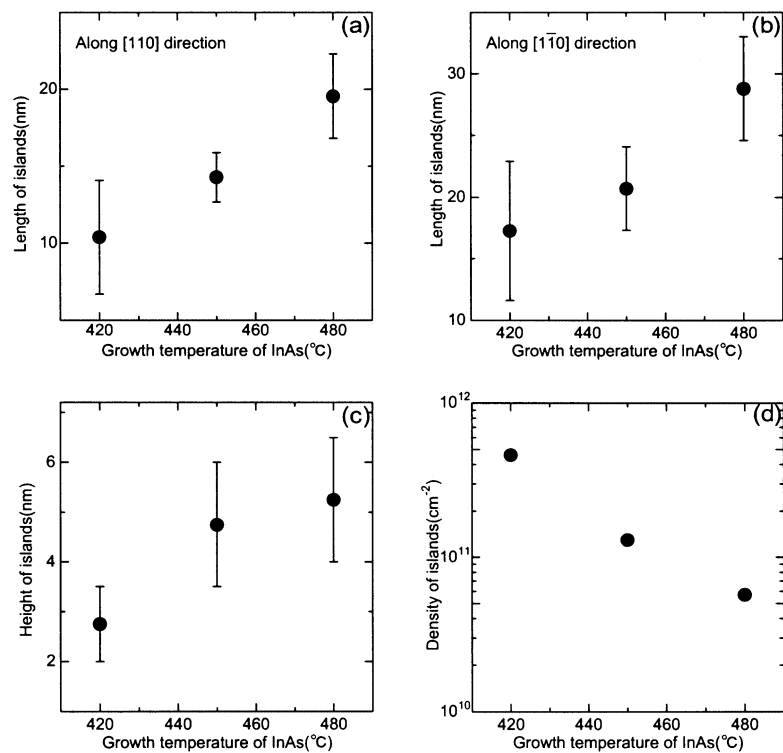 (a)
Along [110] direction
20
10
Length of islands(nm)
420 440 460 480
Growth temperature of InAs(°C)
(b)
Along [11̄0] direction
30
20
10
Length of islands(nm)
420 440 460 480
Growth temperature of InAs(°C)
(c)
6
4
2
Height of islands(nm)
420 440 460 480
Growth temperature of InAs(°C)
(d)
10¹²
10¹¹
10¹⁰
Density of islands(cm⁻²)
420 440 460 480
Growth temperature of InAs(°C)